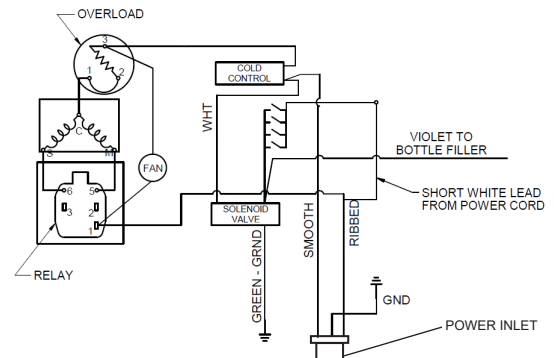 OVERLOAD
3
1
2
COLD
CONTROL
WHT
C
S
M
FAN
VIOLET TO
BOTTLE FILLER
6
5
3
2
1
SOLENOID
VALVE
SHORT WHITE LEAD
FROM POWER CORD
RELAY
GREEN - GRND
SMOOTH
RIBBED
GND
POWER INLET